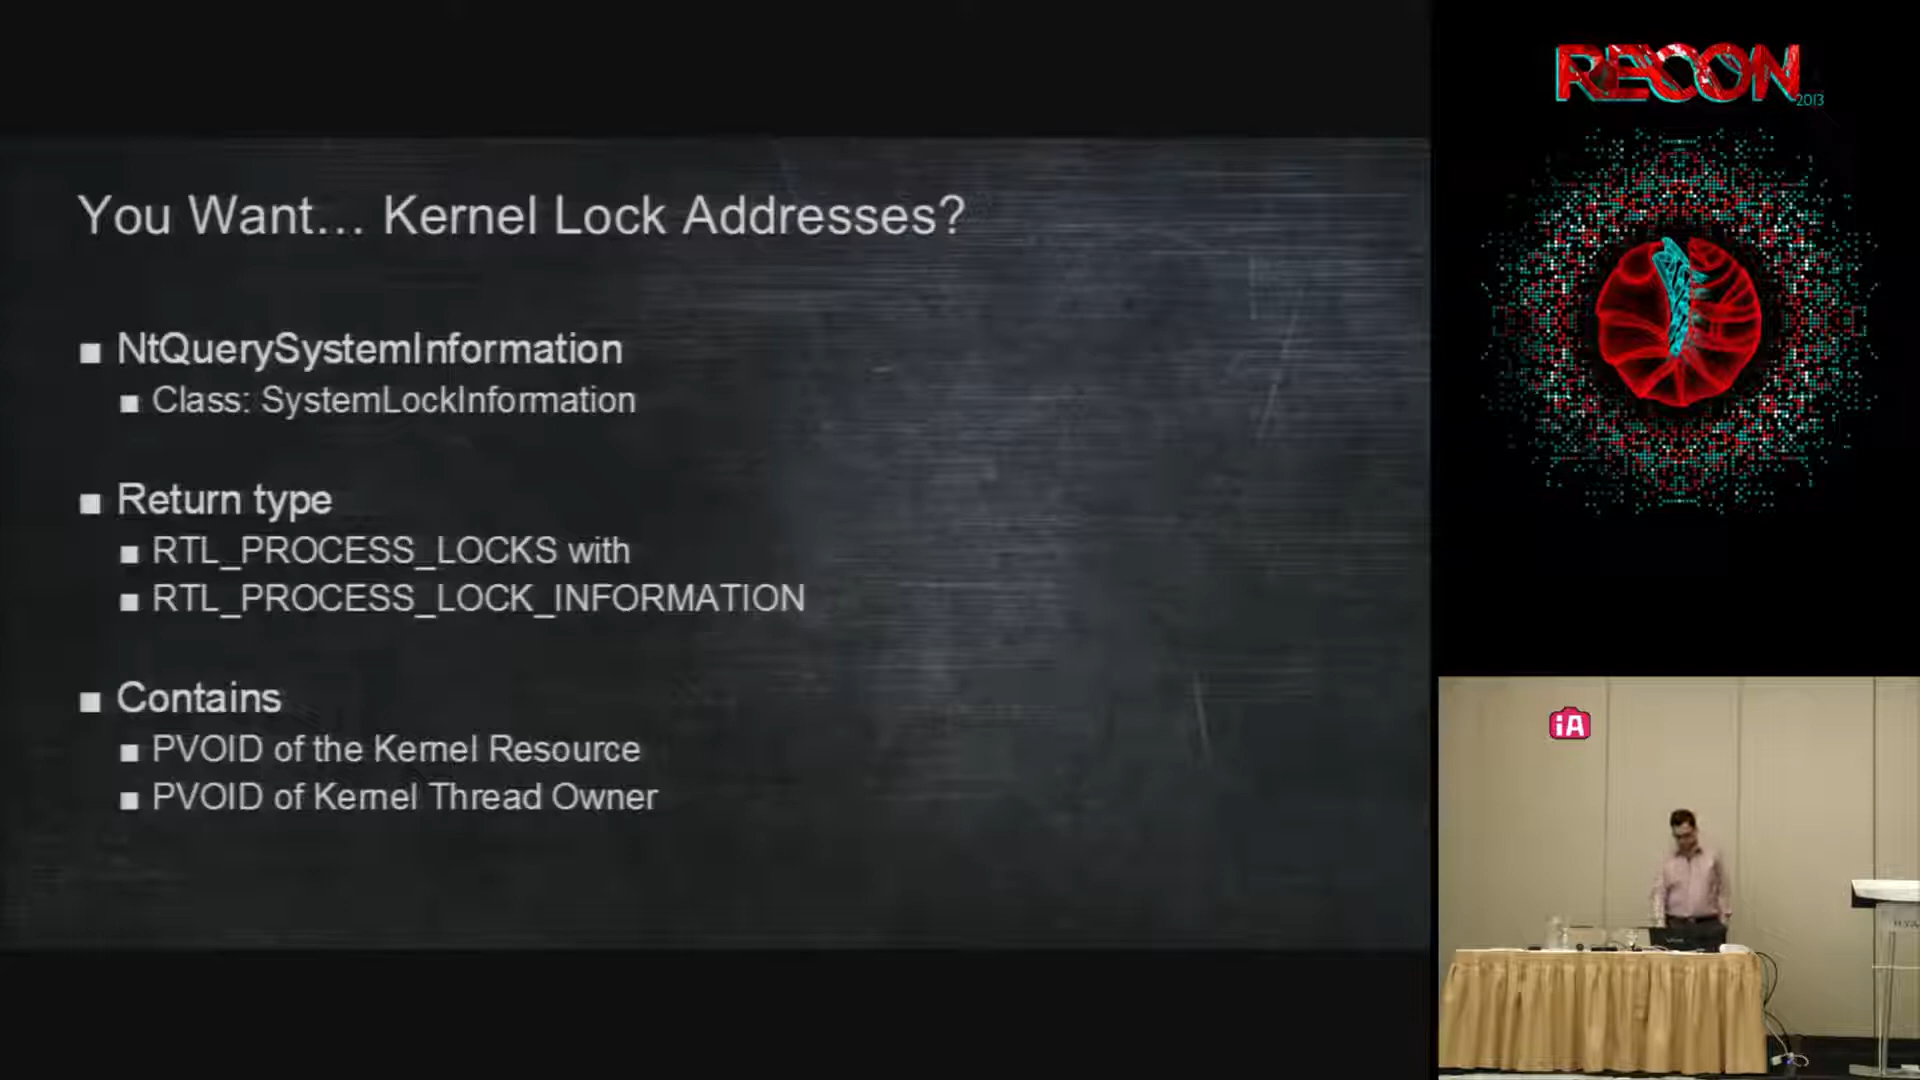 You Want... Kernel Lock Addresses?
NtQuerySystemInformation
Class: SystemLockInformation
Return type
RTL_PROCESS_LOCKS with
RTL_PROCESS_LOCK_INFORMATION
Contains
PVOID of the Kernel Resource
PVOID of Kernel Thread Owner
RECON
2013
iA